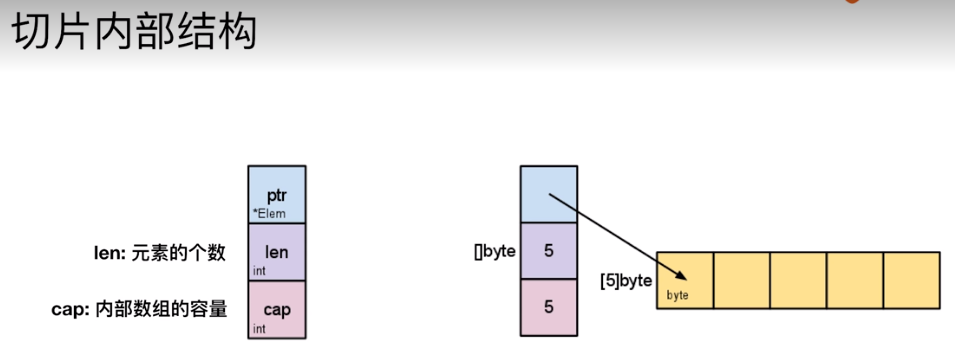 切片内部结构
ptr
*Elem
len: 元素的个数
len
int
cap: 内部数组的容量
cap
int
[]byte
5
5
[5]byte
byte